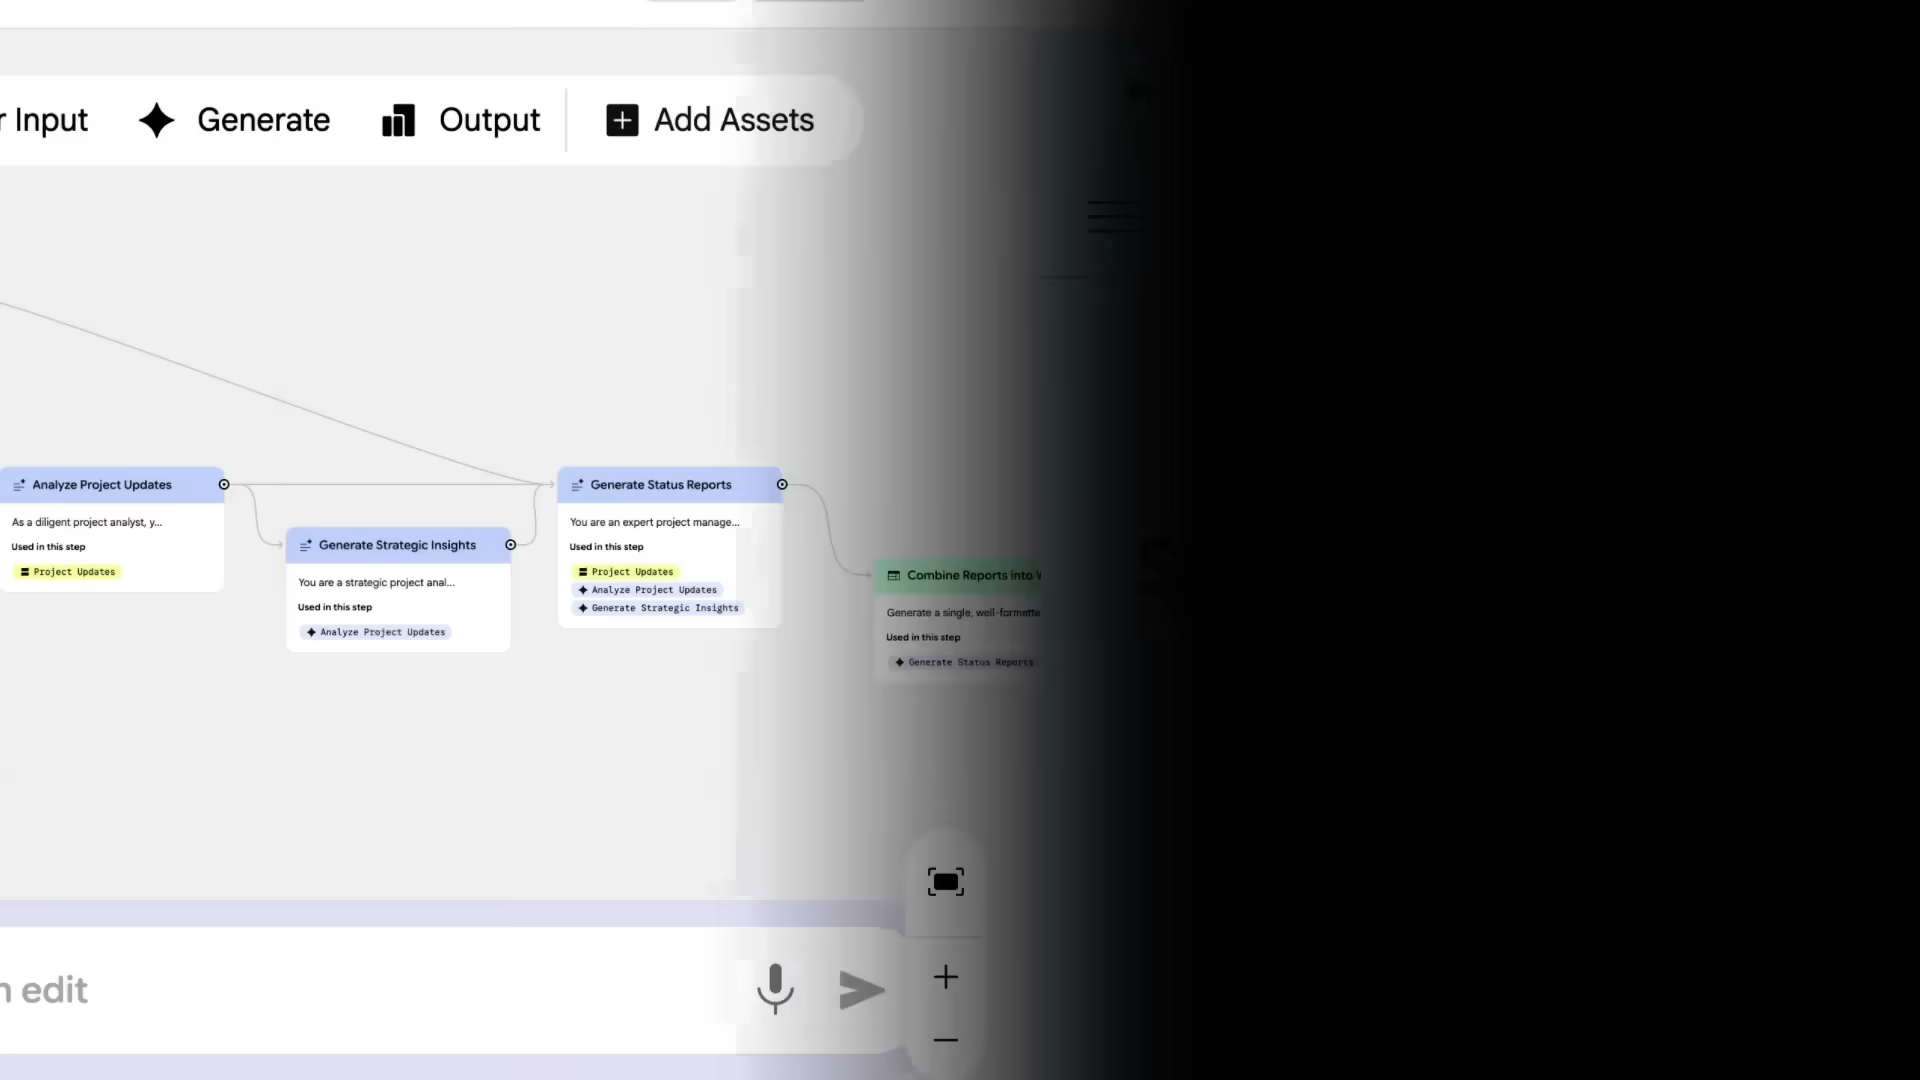 r Input
Generate
Output
Add Assets
Analyze Project Updates
As a diligent project analyst, y...
Used in this step
Project Updates
Generate Strategic Insights
You are a strategic project anal...
Used in this step
Analyze Project Updates
Generate Status Reports
You are an expert project manage...
Used in this step
Project Updates
Analyze Project Updates
Generate Strategic Insights
Combine Reports into
Generate a single, well-formatte
Used in this step
Generate Status Reports
n edit